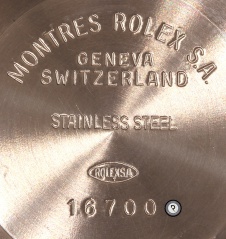 MONTRES ROLEX S.A.
GENEVA
SWITZERLAND
STAINLESS STEEL
ROLEXSA
16700